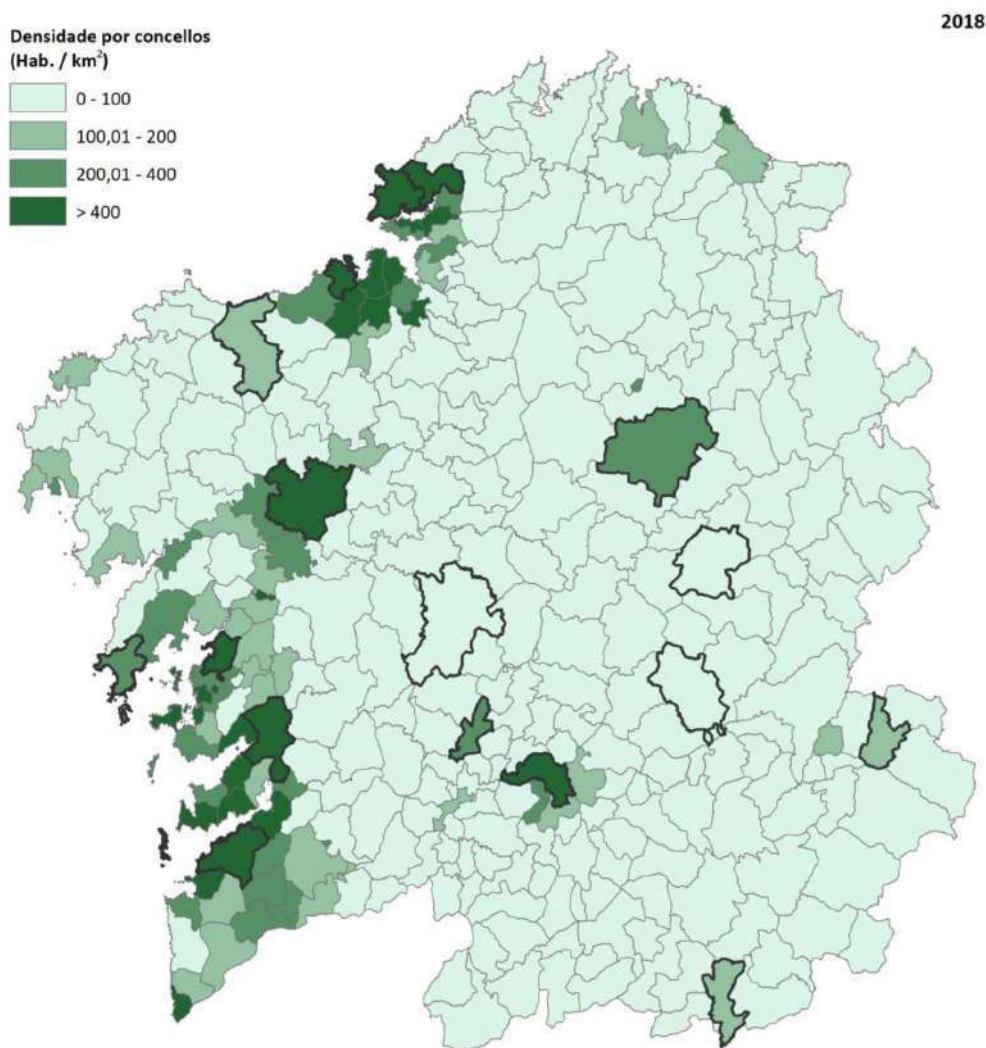 2018
Densidade por concellos
(Hab. / km²)
0 - 100
100,01 - 200
200,01 - 400
> 400